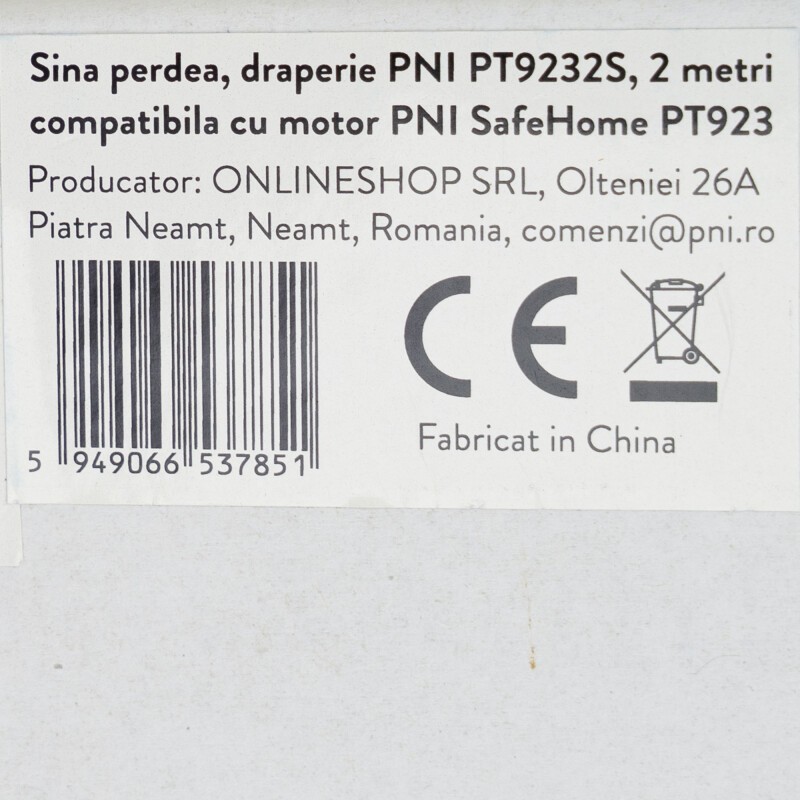 Sina perdea, draperie PNI PT9232S, 2 metri
compatibila cu motor PNI SafeHome PT923
Producator: ONLINESHOP SRL, Olteniei 26A
Piatra Neamt, Neamt, Romania, comenzi@pni.ro
CE
Fabricat in China
5 949066 537851